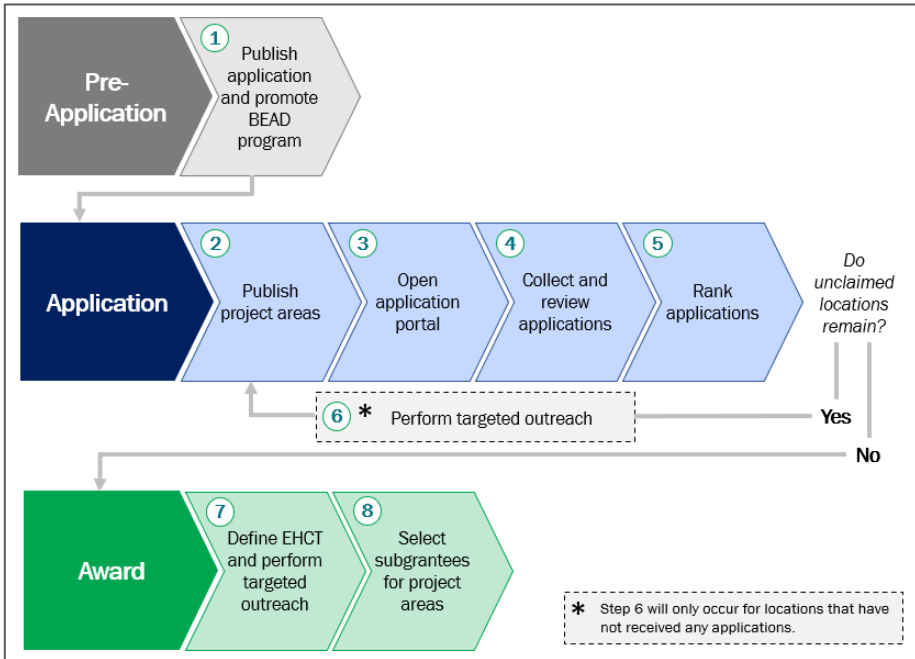 Pre-
Application
1
Publish
application
and promote
BEAD
program
Application
2
Publish
project areas
3
Open
application
portal
4
Collect and
review
applications
5
Rank
applications
Do
unclaimed
locations
remain?
6 * Perform targeted outreach
Yes
No
Award
7
Define EHCT
and perform
targeted
outreach
8
Select
subgrantees
for project
areas
* Step 6 will only occur for locations that have
not received any applications.